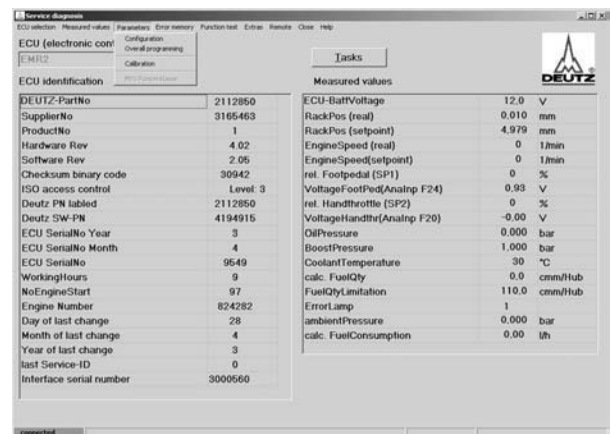 Service diagnosis
ECU selection Measured values Parameters Error memory Function test Extras Remote Close Help
Configuration
Overall programming
Calibration
ECU (electronic con
EMR2
Tasks
DEUTZ
ECU identification
Measured values
DEUTZ-PartNo 2112850
SupplierNo 3165463
ProductNo 1
Hardware Rev 4.02
Software Rev 2.05
Checksum binary code 30942
ISO access control Level: 3
Deutz PN labled 2112850
Deutz SW-PN 4194915
ECU SerialNo Year 3
ECU SerialNo Month 4
ECU SerialNo 9549
WorkingHours 9
NoEngineStart 97
Engine Number 824282
Day of last change 28
Month of last change 4
Year of last change 3
last Service-ID 0
Interface serial number 3000560
ECU-BattVoltage 12,0 V
RackPos (real) 0,010 mm
RackPos (setpoint) 4,979 mm
EngineSpeed (real) 0 1/min
EngineSpeed(setpoint) 0 1/min
rel. Footpedal (SP1) 0 %
VoltageFootPed(AnaInp F24) 0,93 V
rel. Handthrottle (SP2) 0 %
VoltageHandthr(AnaInp F20) -0,00 V
OilPressure 0,000 bar
BoostPressure 1,000 bar
CoolantTemperature 30 °C
calc. FuelQty 0,0 cmm/Hub
FuelQtyLimitation 110,0 cmm/Hub
ErrorLamp 1
ambientPressure 0,000 bar
calc. FuelConsumption 0,00 l/h
connected